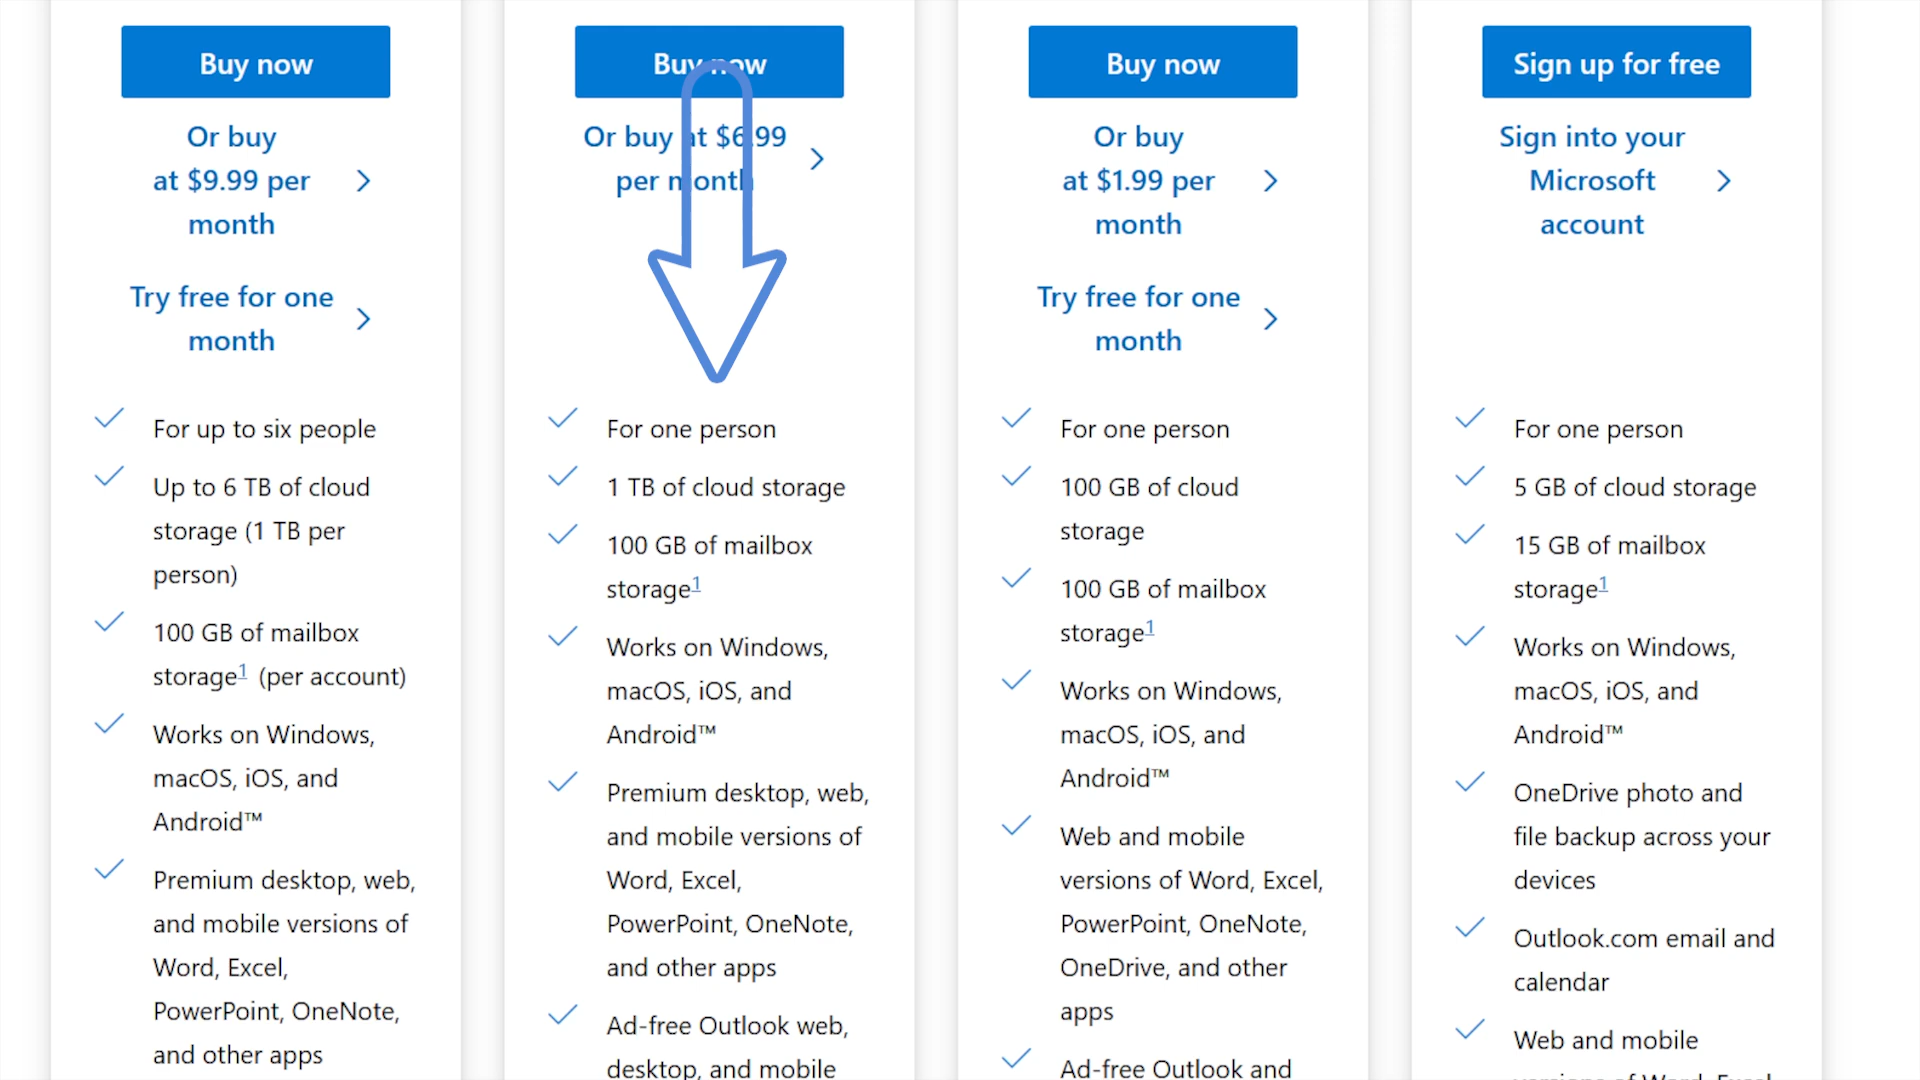 Buy now
Or buy
at $9.99 per
month
Try free for one
month
For up to six people
Up to 6 TB of cloud
storage (1 TB per
person)
100 GB of mailbox
storage1 (per account)
Works on Windows,
macOS, iOS, and
Android™
Premium desktop, web,
and mobile versions of
Word, Excel,
PowerPoint, OneNote,
and other apps
Buy now
Or buy at $6.99
per month
For one person
1 TB of cloud storage
100 GB of mailbox
storage1
Works on Windows,
macOS, iOS, and
Android™
Premium desktop, web,
and mobile versions of
Word, Excel,
PowerPoint, OneNote,
and other apps
Ad-free Outlook web,
desktop, and mobile
Buy now
Or buy
at $1.99 per
month
Try free for one
month
For one person
100 GB of cloud
storage
100 GB of mailbox
storage1
Works on Windows,
macOS, iOS, and
Android™
Web and mobile
versions of Word, Excel,
PowerPoint, OneNote,
OneDrive, and other
apps
Ad-free Outlook and
Sign up for free
Sign into your
Microsoft
account
For one person
5 GB of cloud storage
15 GB of mailbox
storage1
Works on Windows,
macOS, iOS, and
Android™
OneDrive photo and
file backup across your
devices
Outlook.com email and
calendar
Web and mobile
versions of Word, Excel